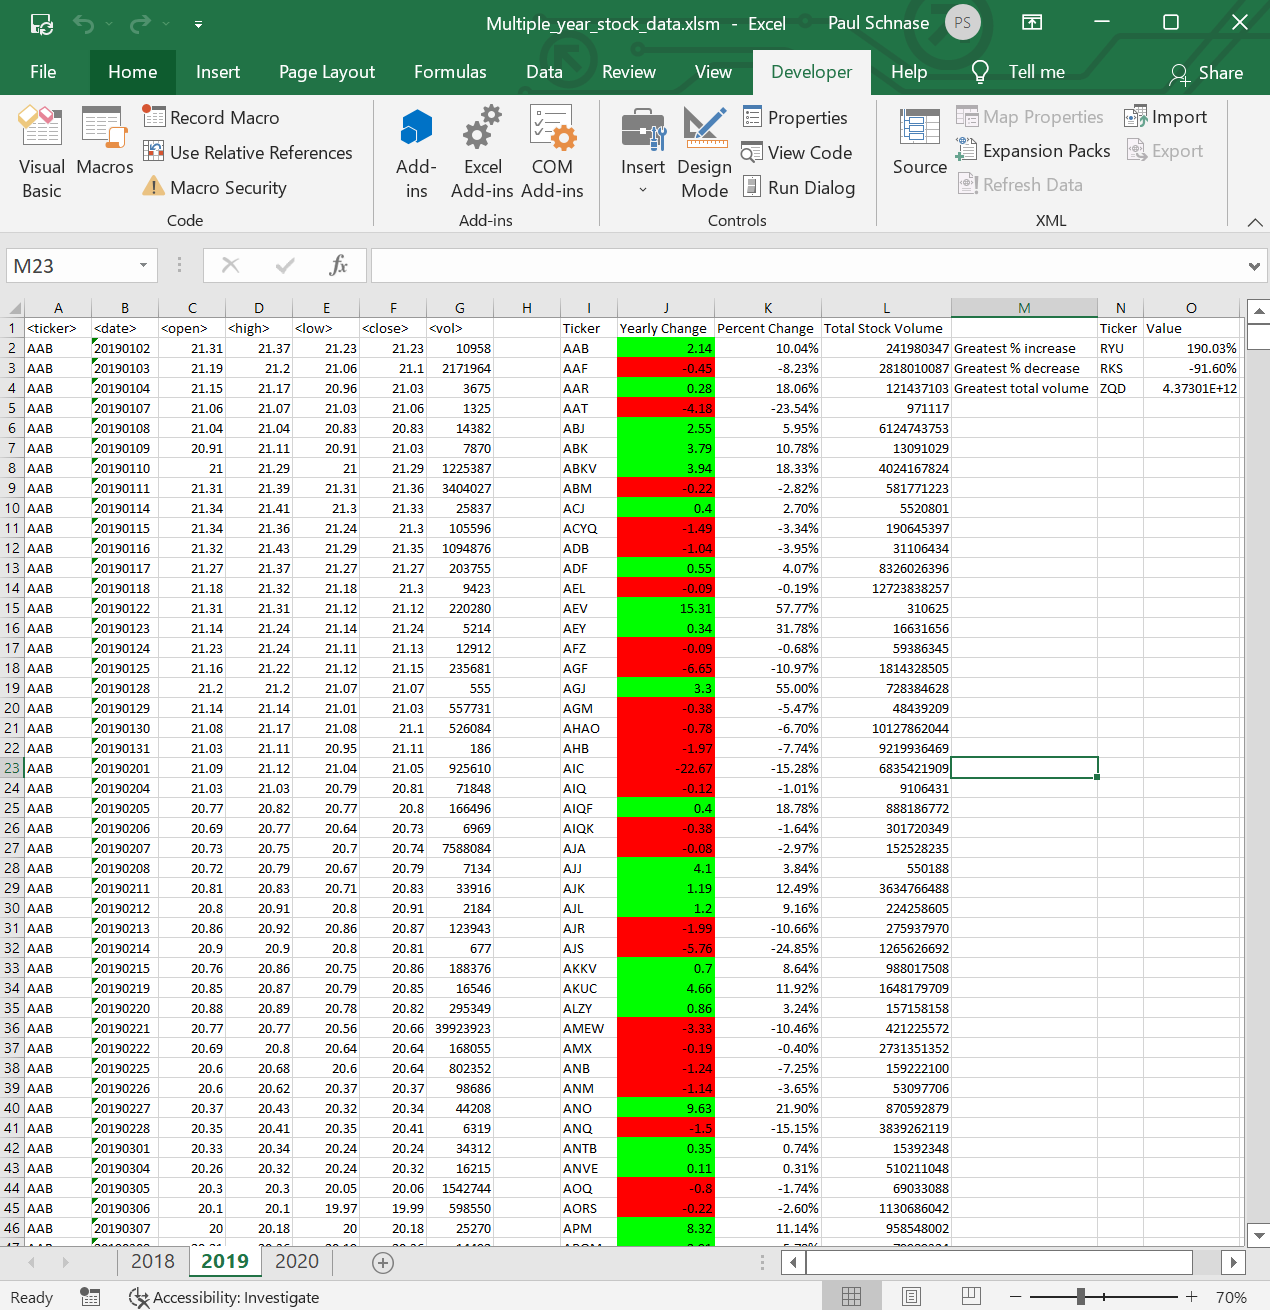 Multiple_year_stock_data.xlsm - Excel Paul Schnase PS
File Home Insert Page Layout Formulas Data Review View Developer Help Tell me Share
Visual Basic
Macros
Record Macro
Use Relative References
Macro Security
Code
Add-ins
Excel Add-ins
COM Add-ins
Add-ins
Insert
Design Mode
Properties
View Code
Run Dialog
Controls
Source
Map Properties
Expansion Packs
Refresh Data
Import
Export
XML
M23 fx
A B C D E F G H I J K L M N O
1 <ticker> <date> <open> <high> <low> <close> <vol> Ticker Yearly Change Percent Change Total Stock Volume Ticker Value
2 AAB 20190102 21.31 21.37 21.23 21.23 10958 AAB 2.14 10.04% 241980347 Greatest % increase RYU 190.03%
3 AAB 20190103 21.19 21.2 21.06 21.1 2171964 AAF -0.45 -8.23% 2818010087 Greatest % decrease RKS -91.60%
4 AAB 20190104 21.15 21.17 20.96 21.03 3675 AAR 0.28 18.06% 121437103 Greatest total volume ZQD 4.37301E+12
5 AAB 20190107 21.06 21.07 21.03 21.06 1325 AAT -4.18 -23.54% 971117
6 AAB 20190108 21.04 21.04 20.83 20.83 14382 ABJ 2.55 5.95% 6124743753
7 AAB 20190109 20.91 21.11 20.91 21.03 7870 ABK 3.79 10.78% 13091029
8 AAB 20190110 21 21.29 21 21.29 1225387 ABKV 3.94 18.33% 4024167824
9 AAB 20190111 21.31 21.39 21.31 21.36 3404027 ABM -0.22 -2.82% 581771223
10 AAB 20190114 21.34 21.41 21.3 21.33 25837 ACJ 0.4 2.70% 5520801
11 AAB 20190115 21.34 21.36 21.24 21.3 105596 ACYQ -1.49 -3.34% 190645397
12 AAB 20190116 21.32 21.43 21.29 21.35 1094876 ADB -1.04 -3.95% 31106434
13 AAB 20190117 21.27 21.37 21.27 21.27 203755 ADF 0.55 4.07% 8326026396
14 AAB 20190118 21.18 21.32 21.18 21.3 9423 AEL -0.09 -0.19% 12723838257
15 AAB 20190122 21.31 21.31 21.12 21.12 220280 AEV 15.31 57.77% 310625
16 AAB 20190123 21.14 21.24 21.14 21.24 5214 AEY 0.34 31.78% 16631656
17 AAB 20190124 21.23 21.24 21.11 21.13 12912 AFZ -0.09 -0.68% 59386345
18 AAB 20190125 21.16 21.22 21.12 21.15 235681 AGF -6.65 -10.97% 1814328505
19 AAB 20190128 21.2 21.2 21.07 21.07 555 AGJ 3.3 55.00% 728384628
20 AAB 20190129 21.14 21.14 21.01 21.03 557731 AGM -0.38 -5.47% 48439209
21 AAB 20190130 21.08 21.17 21.08 21.1 526084 AHAO -0.78 -6.70% 10127862044
22 AAB 20190131 21.03 21.11 20.95 21.11 186 AHB -1.97 -7.74% 9219936469
23 AAB 20190201 21.09 21.12 21.04 21.05 925610 AIC -22.67 -15.28% 6835421909
24 AAB 20190204 21.03 21.03 20.79 20.81 71848 AIQ -0.12 -1.01% 9106431
25 AAB 20190205 20.77 20.82 20.77 20.8 166496 AIQF 0.4 18.78% 888186772
26 AAB 20190206 20.69 20.77 20.64 20.73 6969 AIQK -0.38 -1.64% 301720349
27 AAB 20190207 20.73 20.75 20.7 20.74 7588084 AJA -0.08 -2.97% 152528235
28 AAB 20190208 20.72 20.79 20.67 20.79 7134 AJJ 4.1 3.84% 550188
29 AAB 20190211 20.81 20.83 20.71 20.83 33916 AJK 1.19 12.49% 3634766488
30 AAB 20190212 20.8 20.91 20.8 20.91 2184 AJL 1.2 9.16% 224258605
31 AAB 20190213 20.86 20.92 20.86 20.87 123943 AJR -1.99 -10.66% 275937970
32 AAB 20190214 20.9 20.9 20.8 20.81 677 AJS -5.76 -24.85% 1265626692
33 AAB 20190215 20.76 20.86 20.75 20.86 188376 AKKV 0.7 8.64% 988017508
34 AAB 20190219 20.85 20.87 20.79 20.85 16546 AKUC 4.66 11.92% 1648179709
35 AAB 20190220 20.88 20.89 20.78 20.82 295349 ALZY 0.86 3.24% 157158158
36 AAB 20190221 20.77 20.77 20.56 20.66 39923923 AMEW -3.33 -10.46% 421225572
37 AAB 20190222 20.69 20.8 20.64 20.64 168055 AMX -0.19 -0.40% 2731351352
38 AAB 20190225 20.6 20.68 20.6 20.64 802352 ANB -1.24 -7.25% 159222100
39 AAB 20190226 20.6 20.62 20.37 20.37 98686 ANM -1.14 -3.65% 53097706
40 AAB 20190227 20.37 20.43 20.32 20.34 44208 ANO 9.63 21.90% 870592879
41 AAB 20190228 20.35 20.41 20.35 20.41 6319 ANQ -1.5 -15.15% 3839262119
42 AAB 20190301 20.33 20.34 20.24 20.24 34312 ANTB 0.35 0.74% 15392348
43 AAB 20190304 20.26 20.32 20.24 20.32 16215 ANVE 0.11 0.31% 510211048
44 AAB 20190305 20.3 20.3 20.05 20.06 1542744 AOQ -0.8 -1.74% 69033088
45 AAB 20190306 20.1 20.1 19.97 19.99 598550 AORS -0.22 -2.60% 1130686042
46 AAB 20190307 20 20.18 20 20.18 25270 APM 8.32 11.14% 958548002
2018 2019 2020
Ready Accessibility: Investigate 70%